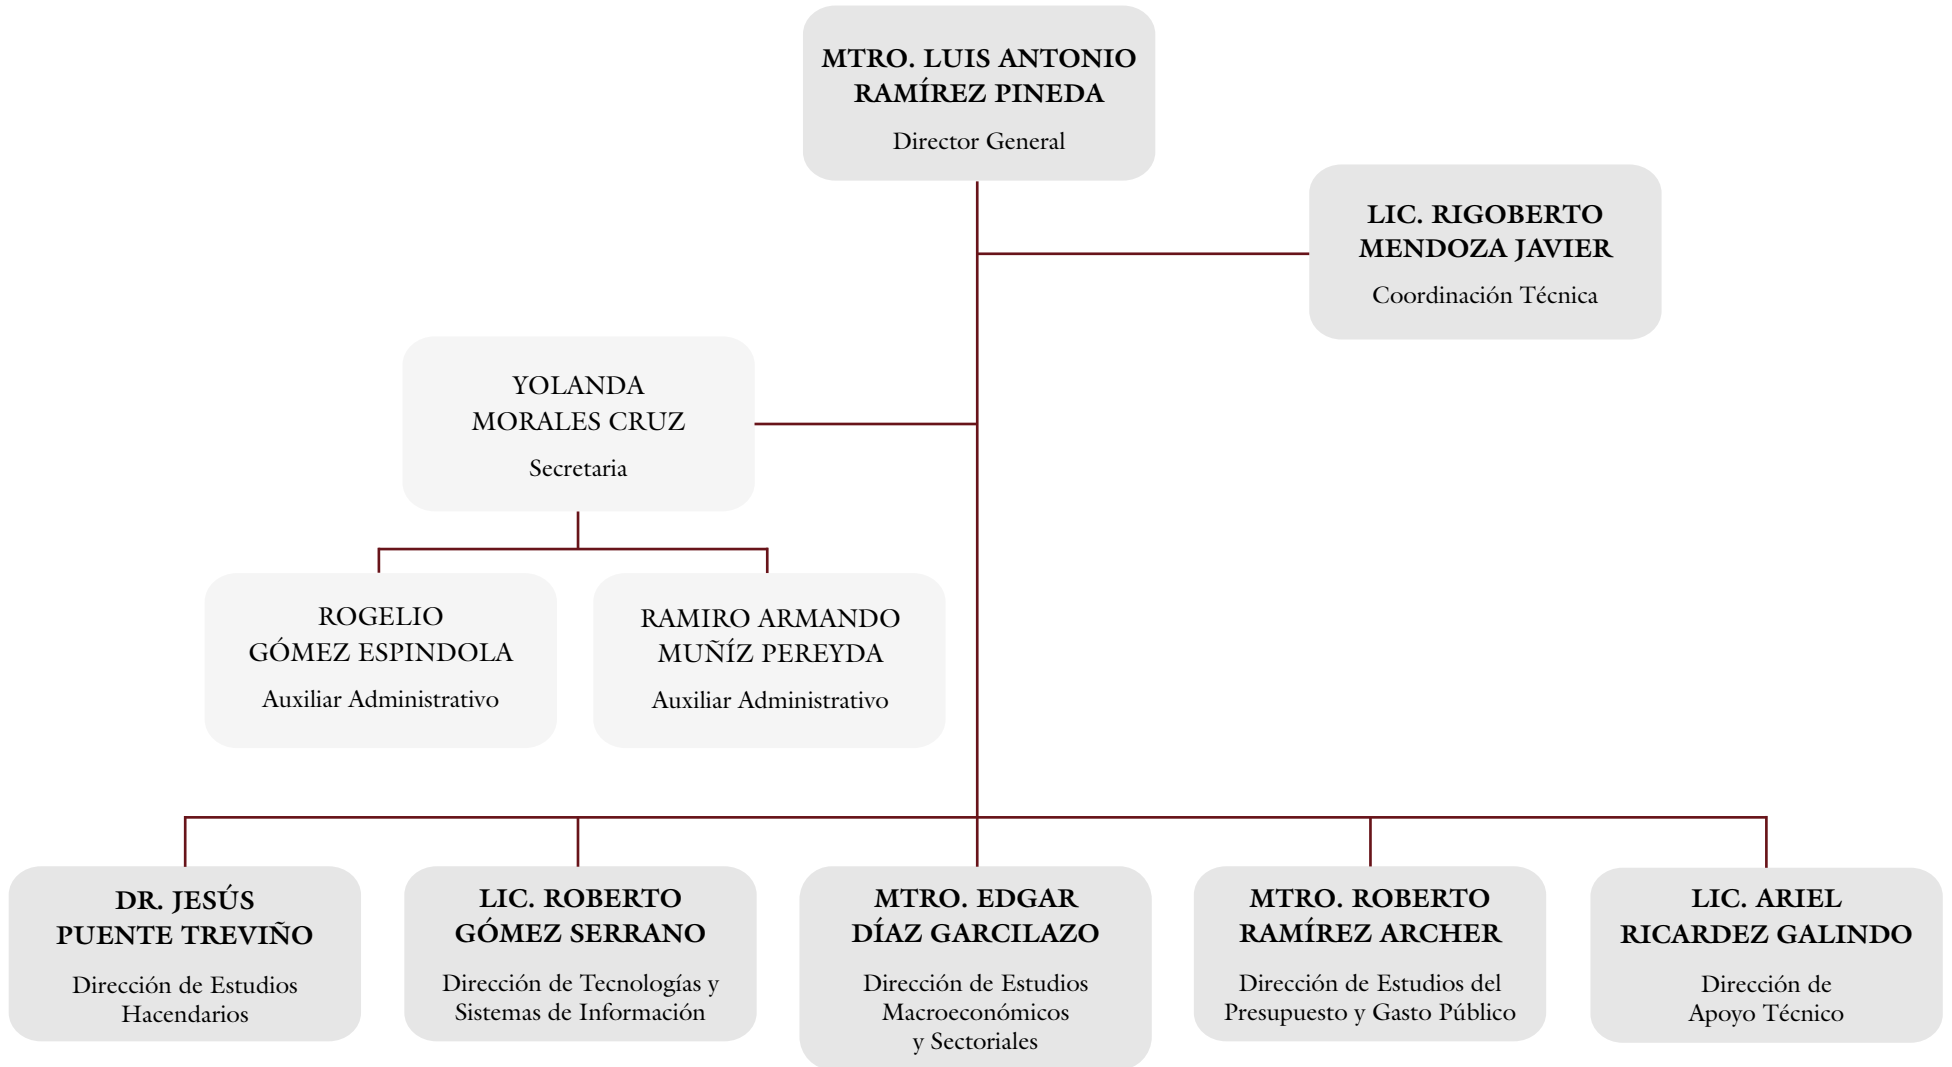 MTRO. LUIS ANTONIO
RAMÍREZ PINEDA
Director General
LIC. RIGOBERTO
MENDOZA JAVIER
Coordinación Técnica
YOLANDA
MORALES CRUZ
Secretaria
ROGELIO
GÓMEZ ESPINDOLA
Auxiliar Administrativo
RAMIRO ARMANDO
MUÑÍZ PEREYDA
Auxiliar Administrativo
DR. JESÚS
PUENTE TREVIÑO
Dirección de Estudios
Hacendarios
LIC. ROBERTO
GÓMEZ SERRANO
Dirección de Tecnologías y
Sistemas de Información
MTRO. EDGAR
DÍAZ GARCILAZO
Dirección de Estudios
Macroeconómicos
y Sectoriales
MTRO. ROBERTO
RAMÍREZ ARCHER
Dirección de Estudios del
Presupuesto y Gasto Público
LIC. ARIEL
RICARDEZ GALINDO
Dirección de
Apoyo Técnico